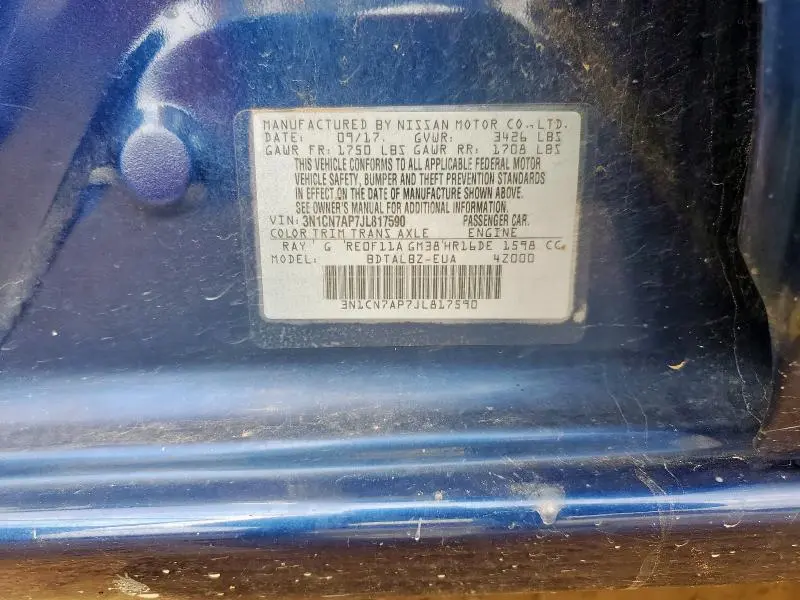 MANUFACTURED BY NISSAN MOTOR CO.,LTD.
DATE: 09/17. GVWR: 3426 LBS
GAWR FR: 1750 LBS GAWR RR: 1708 LBS
THIS VEHICLE CONFORMS TO ALL APPLICABLE FEDERAL MOTOR
VEHICLE SAFETY, BUMPER AND THEFT PREVENTION STANDARDS
IN EFFECT ON THE DATE OF MANUFACTURE SHOWN ABOVE.
SEE OWNER'S MANUAL FOR ADDITIONAL INFORMATION.
VIN: 3N1CN7AP7JL817590 PASSENGER CAR.
COLOR TRIM TRANS AXLE ENGINE
RAY G RE0F11A GM38 HR16DE 1598 CC
MODEL: BDTALBZ-EUA 4Z000
3N1CN7AP7JL817590